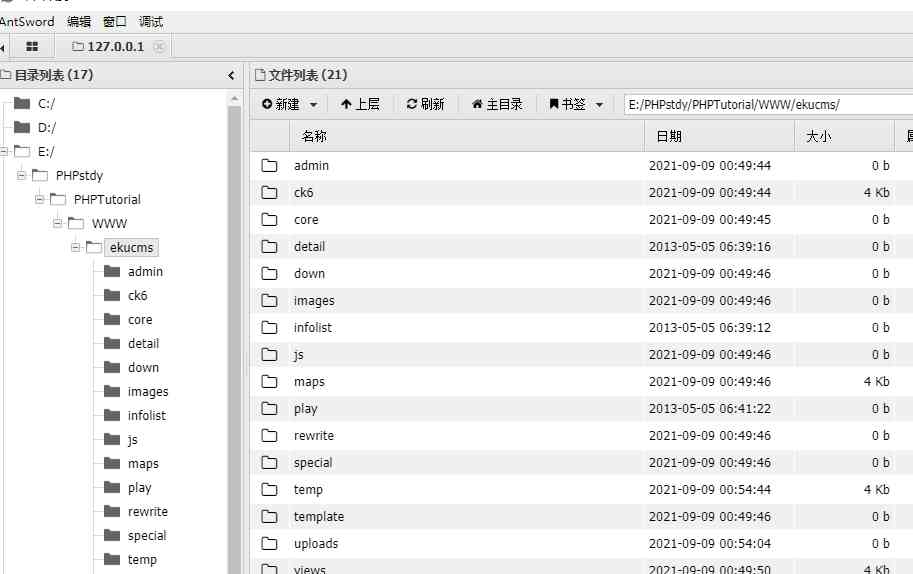 AntSword 编辑 窗口 调试
127.0.0.1
目录列表 (17)
C:/
D:/
E:/
PHPstdy
PHPTutorial
WWW
ekucms
admin
ck6
core
detail
down
images
infolist
js
maps
play
rewrite
special
temp
文件列表 (21)
新建 上层 刷新 主目录 书签 E:/PHPstdy/PHPTutorial/WWW/ekucms/
名称 日期 大小
admin 2021-09-09 00:49:44 0 b
ck6 2021-09-09 00:49:44 4 Kb
core 2021-09-09 00:49:45 0 b
detail 2013-05-05 06:39:16 0 b
down 2021-09-09 00:49:46 0 b
images 2021-09-09 00:49:46 0 b
infolist 2013-05-05 06:39:12 0 b
js 2021-09-09 00:49:46 0 b
maps 2021-09-09 00:49:46 4 Kb
play 2013-05-05 06:41:22 0 b
rewrite 2021-09-09 00:49:46 0 b
special 2021-09-09 00:49:46 0 b
temp 2021-09-09 00:54:44 4 Kb
template 2021-09-09 00:49:46 0 b
uploads 2021-09-09 00:54:04 0 b
views 2021-09-09 00:49:50 4 Kb